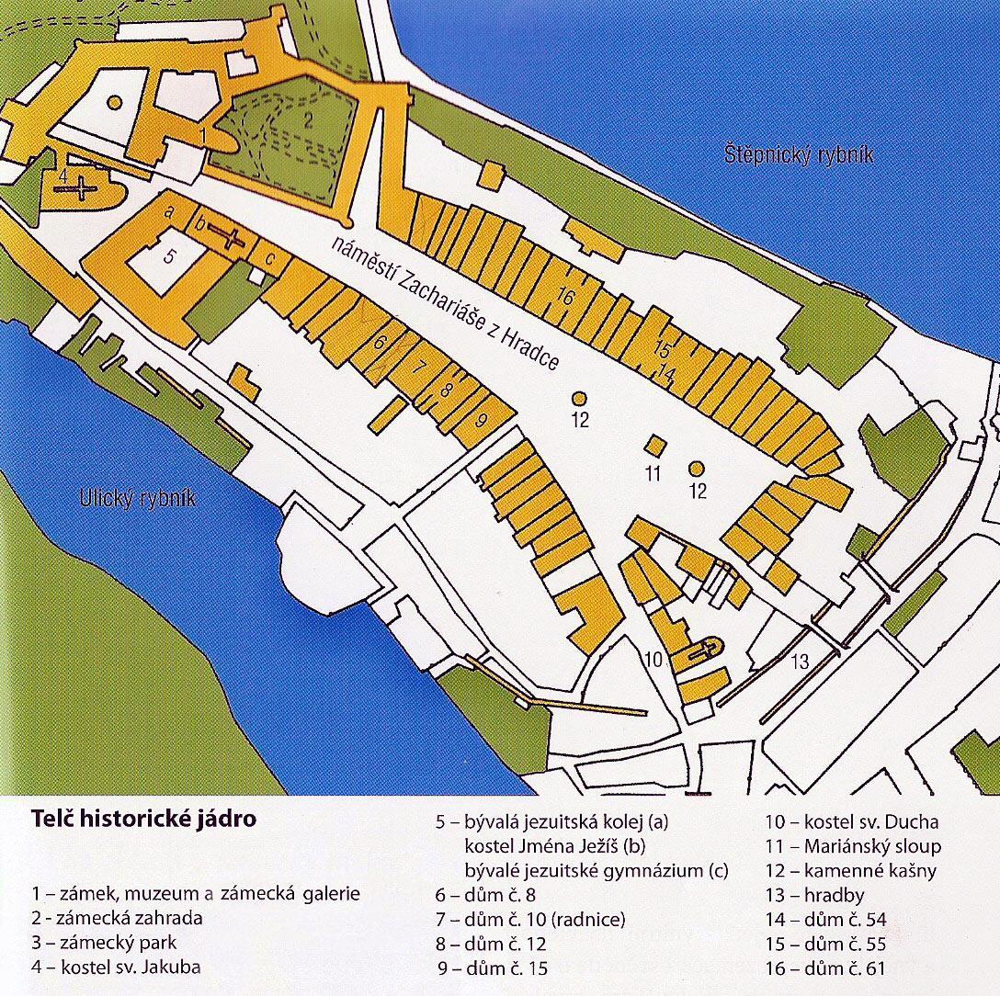 Štěpnický rybník
2
1
4
a
b
c
5
náměstí Zachariáše z Hradce
16
15
14
6
7
8
9
12
11
12
Ulický rybník
10
13
Telč historické jádro
1 – zámek, muzeum a zámecká galerie
2 - zámecká zahrada
3 – zámecký park
4 – kostel sv. Jakuba
5 – bývalá jezuitská kolej (a)
kostel Jména Ježíš (b)
bývalé jezuitské gymnázium (c)
6 – dům č. 8
7 – dům č. 10 (radnice)
8 – dům č. 12
9 – dům č. 15
10 – kostel sv. Ducha
11 – Mariánský sloup
12 – kamenné kašny
13 – hradby
14 – dům č. 54
15 – dům č. 55
16 – dům č. 61